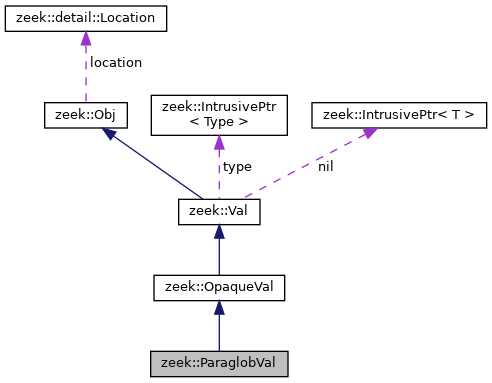 zeek::detail::Location
location
zeek::Obj
zeek::IntrusivePtr
< Type >
zeek::IntrusivePtr< T >
type
nil
zeek::Val
zeek::OpaqueVal
zeek::ParaglobVal